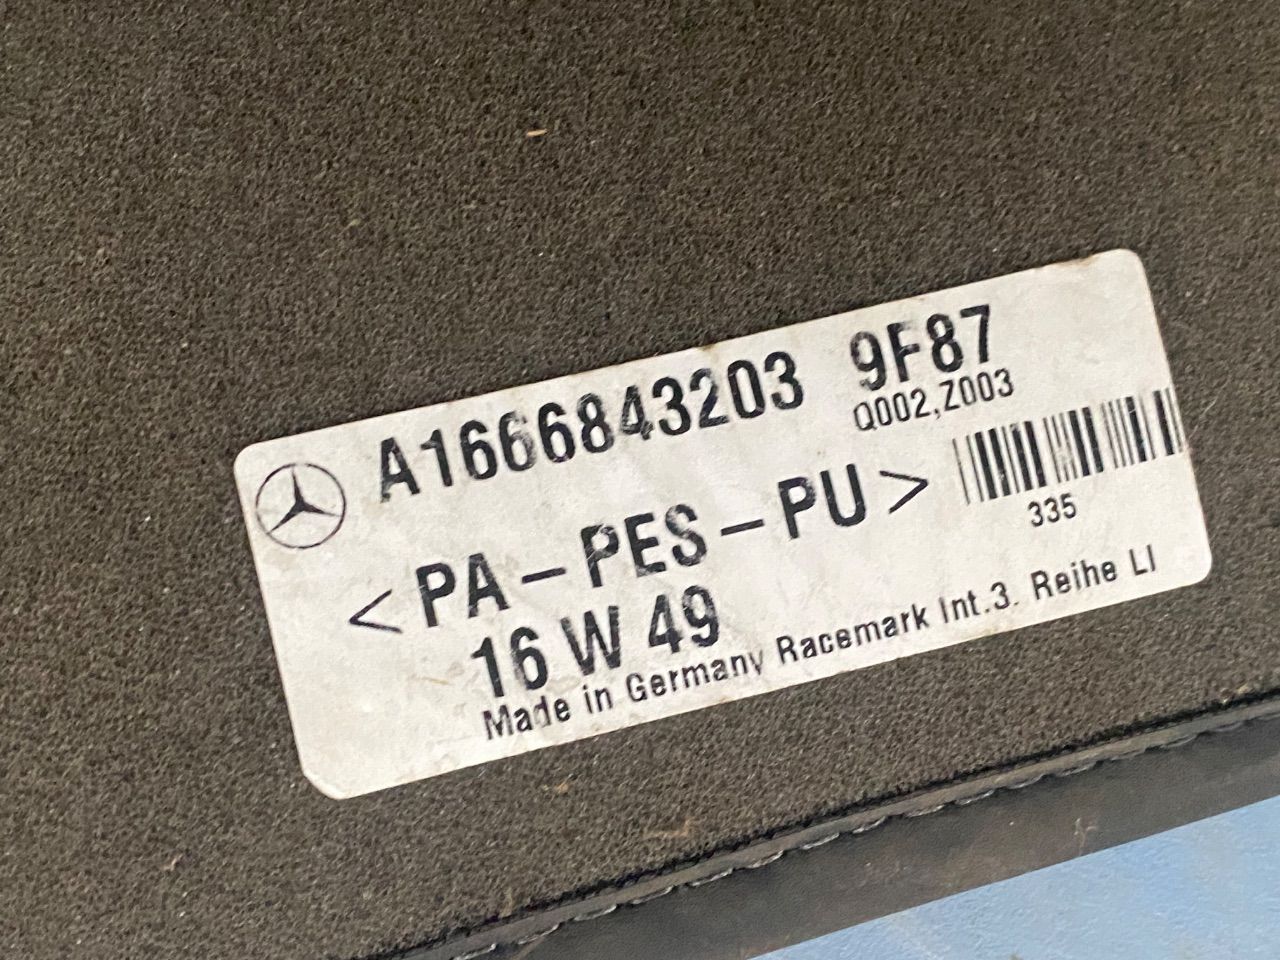 A1666843203 9F87
Q002,Z003
<PA-PES-PU>
335
16 W 49
Made in Germany Racemark Int.3. Reihe LI